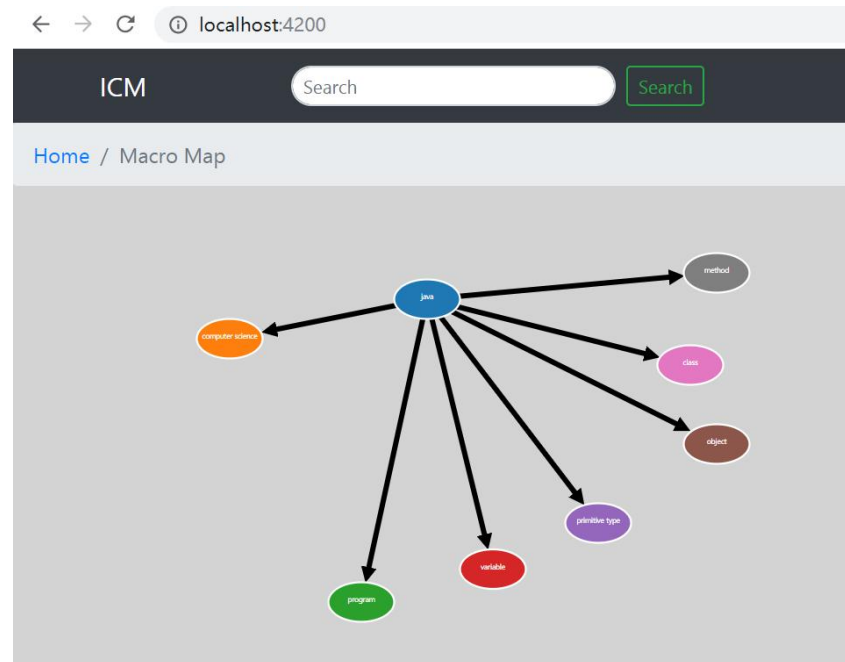 localhost:4200
ICM
Search
Search
Home / Macro Map
method
java
computer science
class
object
primitive type
variable
program